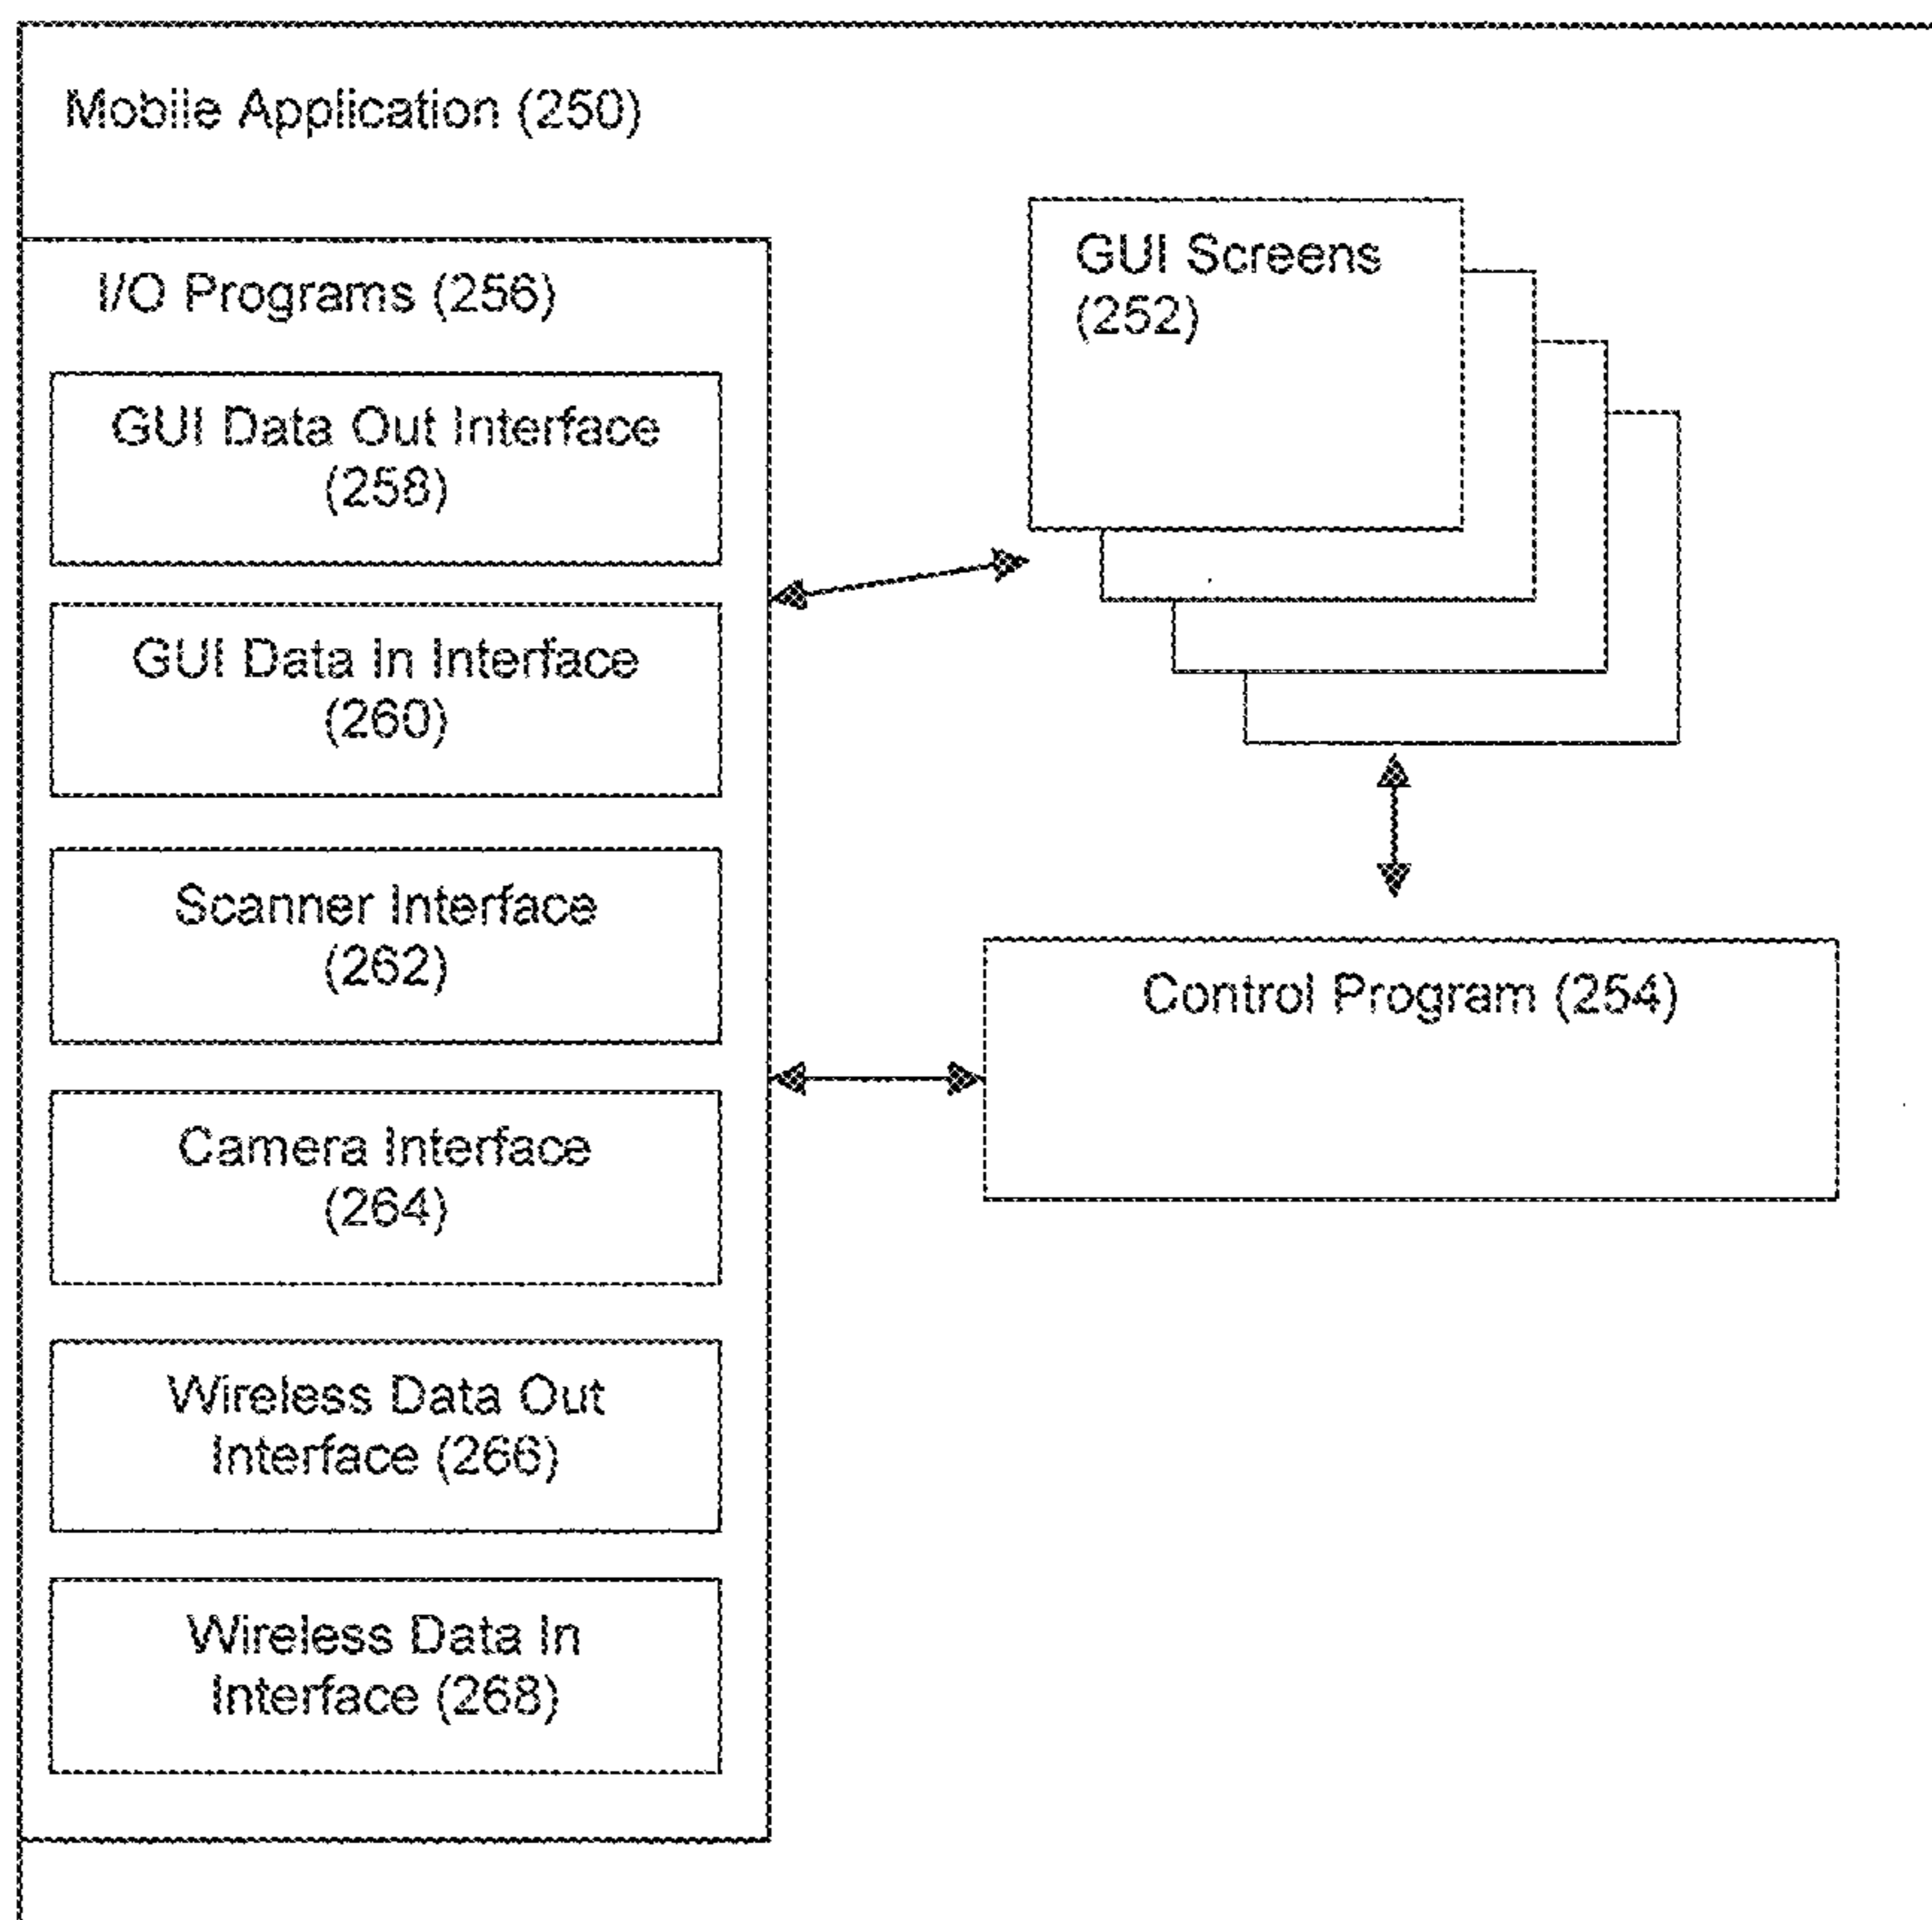 Mobile Application (250)
I/O Programs (256)
GUI Data Out Interface
(258)
GUI Data In Interface
(260)
Scanner Interface
(262)
Camera Interface
(264)
Wireless Data Out
Interface (266)
Wireless Data In
Interface (268)
GUI Screens
(252)
Control Program (254)